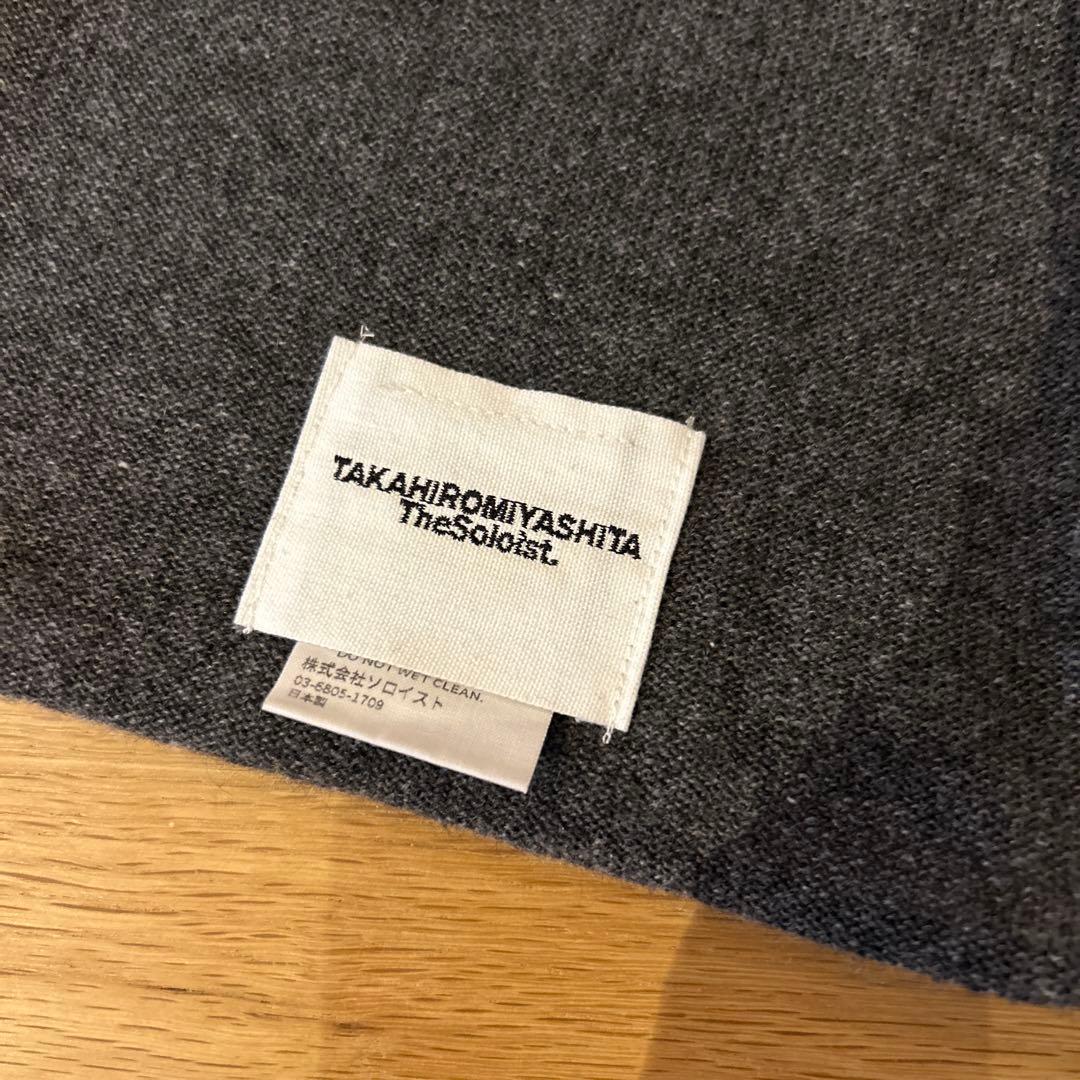 TAKAHIROMIYASHITA
TheSoloist.
DO NOT WET CLEAN.
株式会社ソロイスト
03-6805-1709
日本製